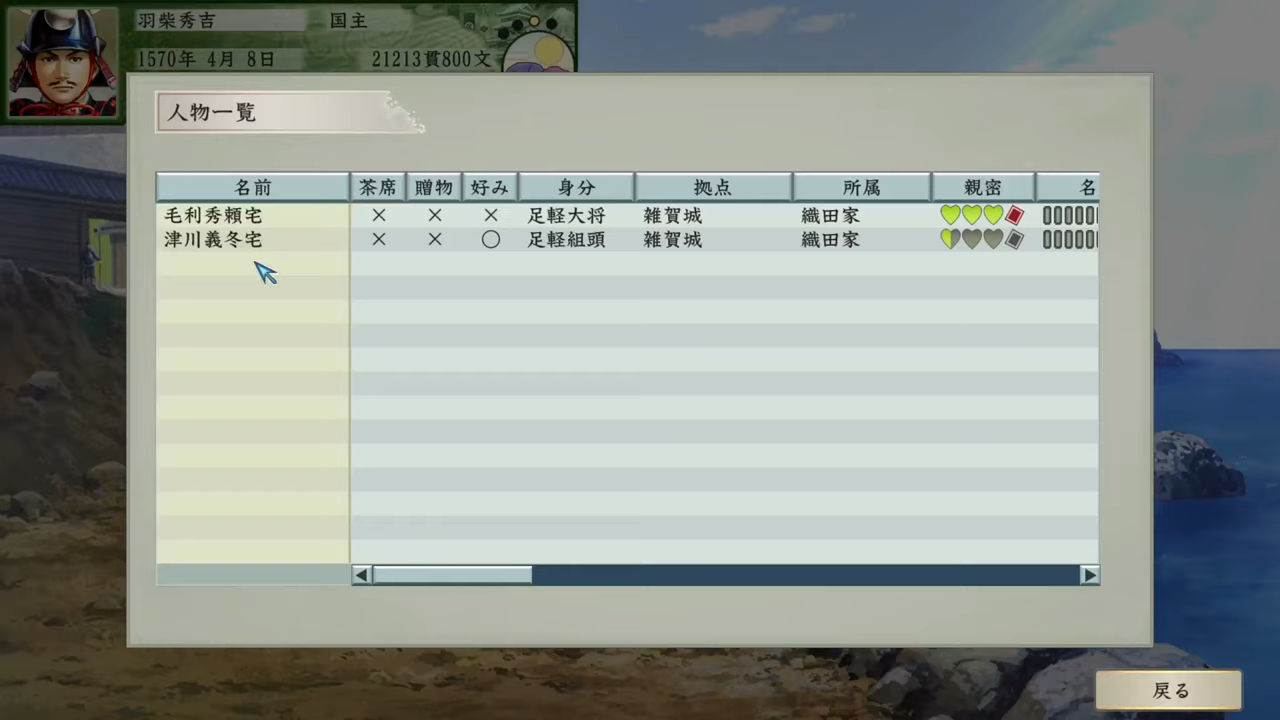 羽柴秀吉 国主
1570年 4月 8日 21213貫800文
人物一覧
名前 茶席 贈物 好み 身分 拠点 所属 親密 名
毛利秀頼宅 × × × 足軽大将 雑賀城 織田家
津川義冬宅 × × ○ 足軽組頭 雑賀城 織田家
戻る